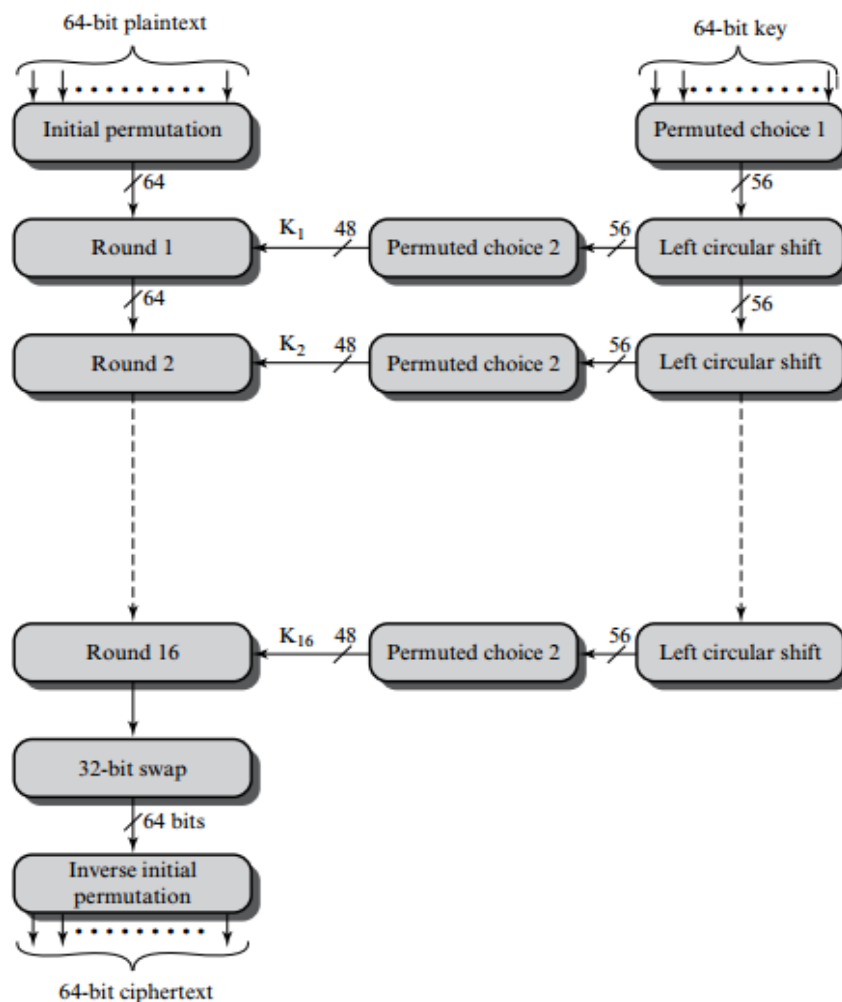 64-bit plaintext
64-bit key
Initial permutation
Permuted choice 1
64
56
Round 1
K1
48
Permuted choice 2
56
Left circular shift
64
56
Round 2
K2
48
Permuted choice 2
56
Left circular shift
Round 16
K16
48
Permuted choice 2
56
Left circular shift
32-bit swap
64 bits
Inverse initial
permutation
64-bit ciphertext